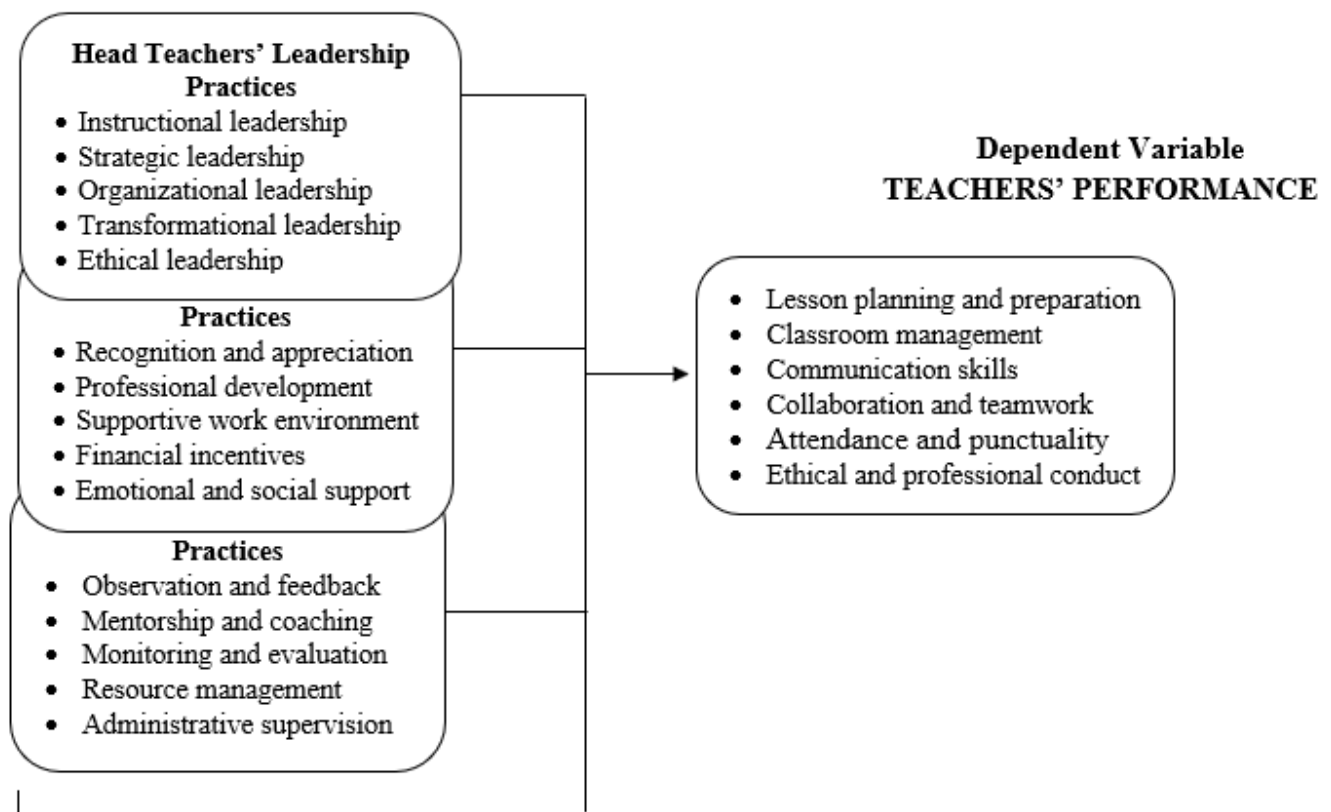 Head Teachers’ Leadership
Practices
• Instructional leadership
• Strategic leadership
• Organizational leadership
• Transformational leadership
• Ethical leadership
Practices
• Recognition and appreciation
• Professional development
• Supportive work environment
• Financial incentives
• Emotional and social support
Practices
• Observation and feedback
• Mentorship and coaching
• Monitoring and evaluation
• Resource management
• Administrative supervision
Dependent Variable
TEACHERS’ PERFORMANCE
• Lesson planning and preparation
• Classroom management
• Communication skills
• Collaboration and teamwork
• Attendance and punctuality
• Ethical and professional conduct